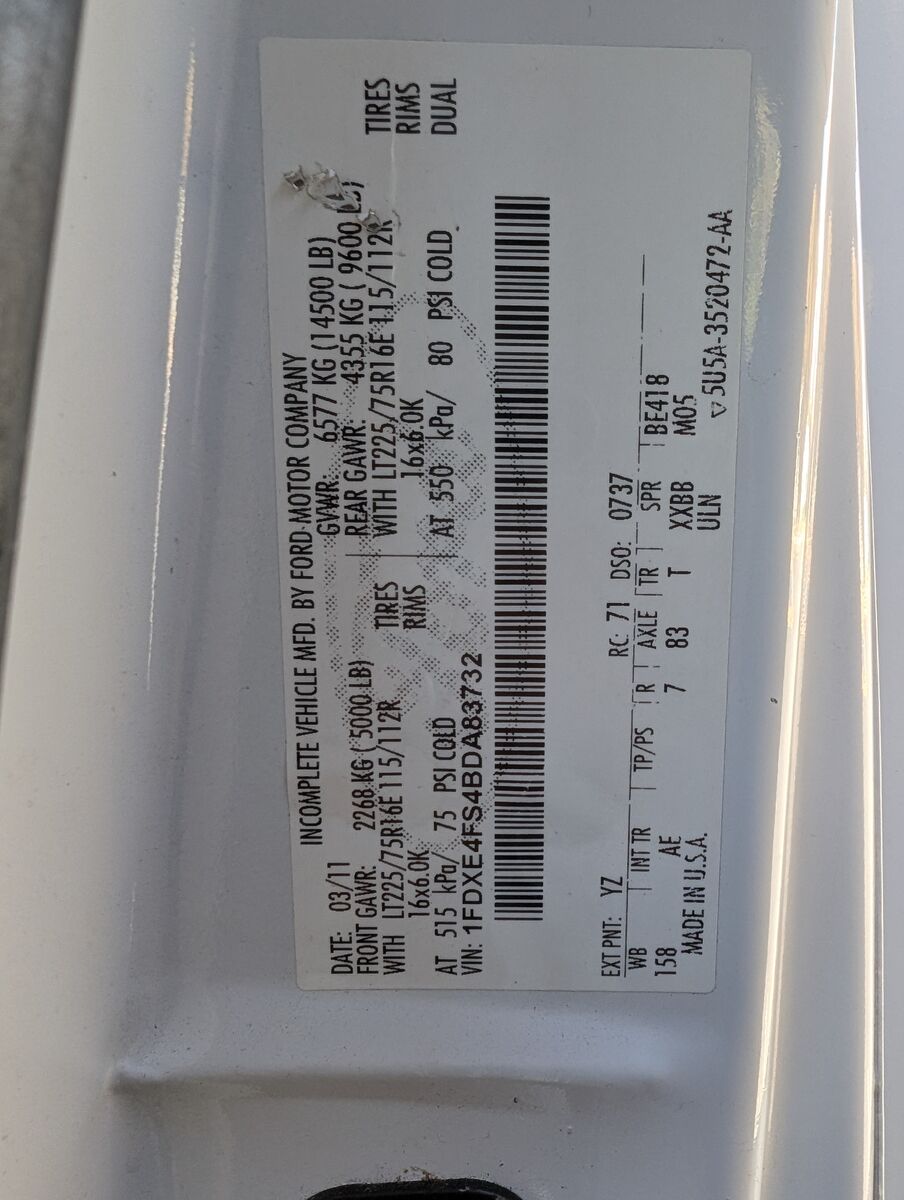 INCOMPLETE VEHICLE MFD. BY FORD MOTOR COMPANY
DATE: 03/11 GVWR: 6577 KG (14500 LB)
FRONT GAWR: 2268 KG ( 5000 LB) REAR GAWR: 4355 KG ( 9600 LB)
WITH LT225/75R16E 115/112R TIRES WITH LT225/75R16E 115/112R TIRES
16x6.0K RIMS 16x6.0K RIMS
AT 515 kPa/ 75 PSI COLD AT 550 kPa/ 80 PSI COLD DUAL
VIN: 1FDXE4FS4BDA83732
EXT PNT: YZ RC: 71 DSO: 0737
WB INT TR TP/PS R AXLE TR SPR BE418
158 AE 7 83 T XXBB M05
MADE IN U.S.A. ULN
▽ 5U5A-3520472-AA